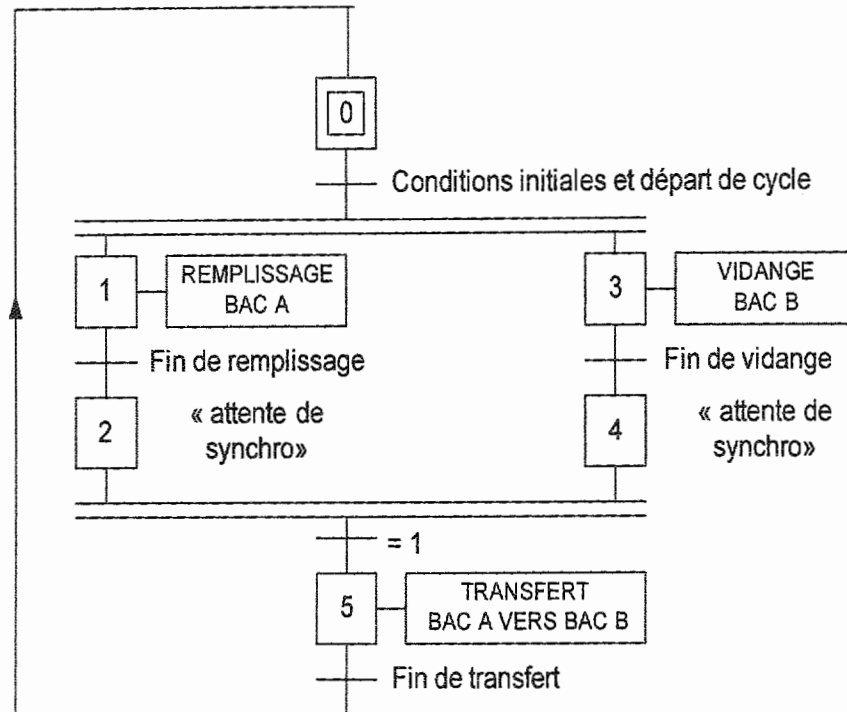 0
Conditions initiales et départ de cycle
1
REMPLISSAGE
BAC A
3
VIDANGE
BAC B
Fin de remplissage
Fin de vidange
2
« attente de
synchro»
4
« attente de
synchro»
= 1
5
TRANSFERT
BAC A VERS BAC B
Fin de transfert